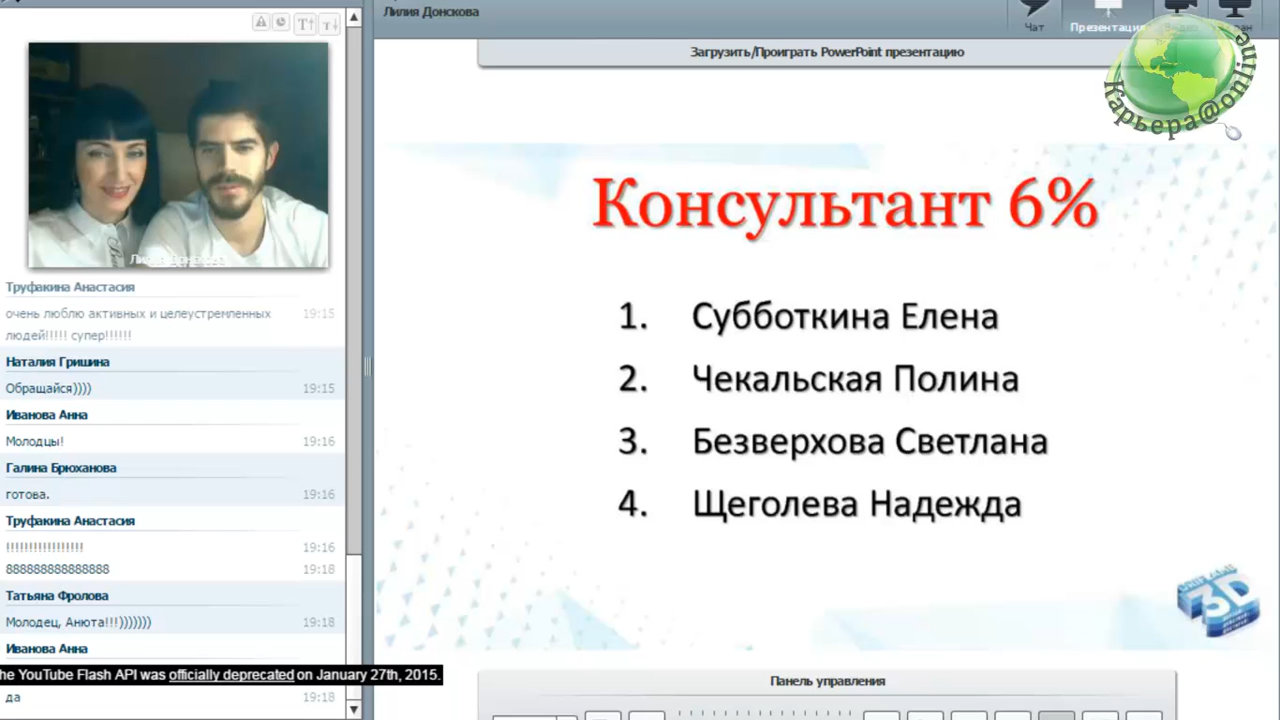 Лилия Донскова
Чат
Презентация
Загрузить/Проиграть PowerPoint презентацию
Карьера@online
T↑ T↓
Лилия Донскова
Труфакина Анастасия
очень люблю активных и целеустремленных 19:15
людей!!!!! супер!!!!!!
Наталия Гришина
Обращайся)))) 19:15
Иванова Анна
Молодцы! 19:16
Галина Брюханова
готова. 19:16
Труфакина Анастасия
!!!!!!!!!!!!!!!!! 19:16
88888888888888 19:18
Татьяна Фролова
Молодец, Анюта!!!))))))) 19:18
Иванова Анна
he YouTube Flash API was officially deprecated on January 27th, 2015.
да 19:18
Консультант 6%
1. Субботкина Елена
2. Чекальская Полина
3. Безверхова Светлана
4. Щеголева Надежда
3D
Панель управления